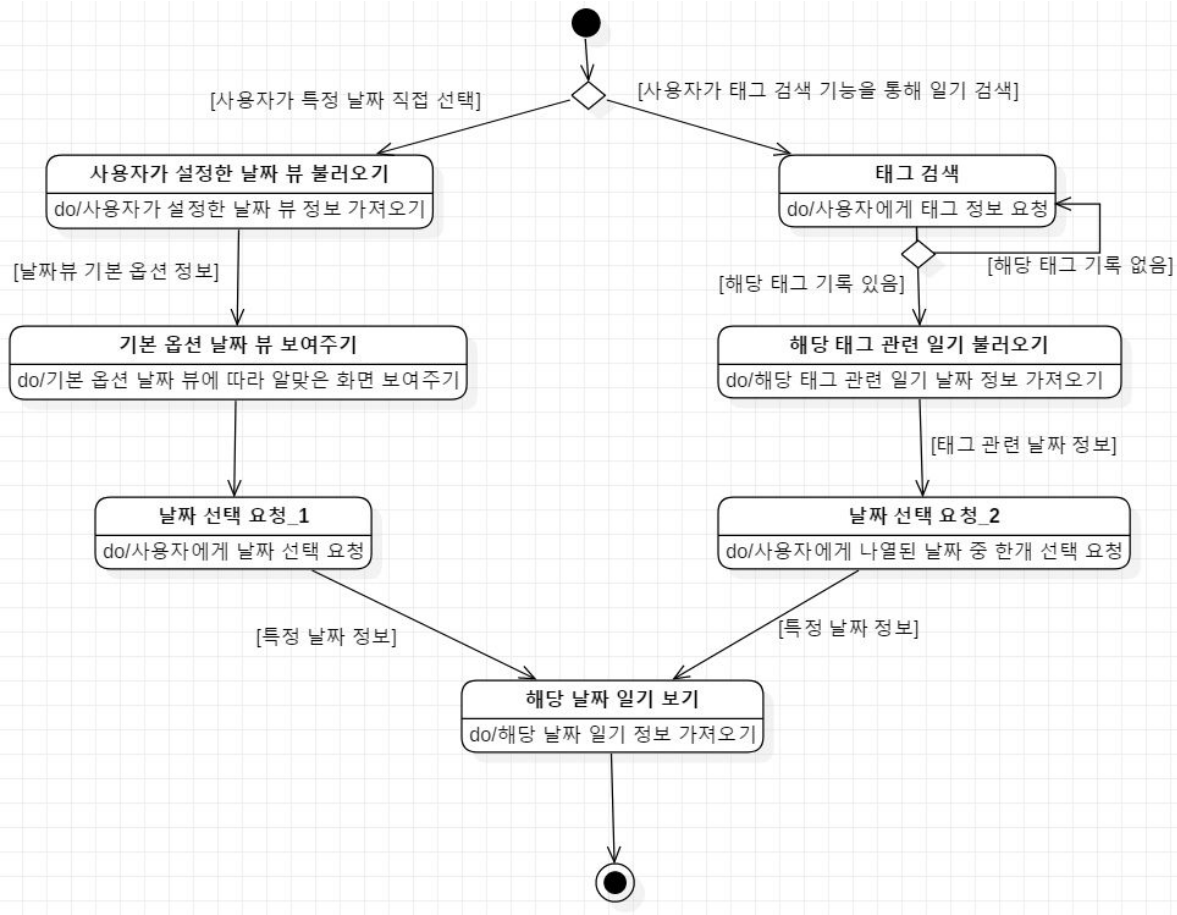 [사용자가 특정 날짜 직접 선택]
[사용자가 태그 검색 기능을 통해 일기 검색]
사용자가 설정한 날짜 뷰 불러오기
do/사용자가 설정한 날짜 뷰 정보 가져오기
태그 검색
do/사용자에게 태그 정보 요청
[날짜뷰 기본 옵션 정보]
[해당 태그 기록 없음]
[해당 태그 기록 있음]
기본 옵션 날짜 뷰 보여주기
do/기본 옵션 날짜 뷰에 따라 알맞은 화면 보여주기
해당 태그 관련 일기 불러오기
do/해당 태그 관련 일기 날짜 정보 가져오기
[태그 관련 날짜 정보]
날짜 선택 요청_1
do/사용자에게 날짜 선택 요청
날짜 선택 요청_2
do/사용자에게 나열된 날짜 중 한개 선택 요청
[특정 날짜 정보]
[특정 날짜 정보]
해당 날짜 일기 보기
do/해당 날짜 일기 정보 가져오기